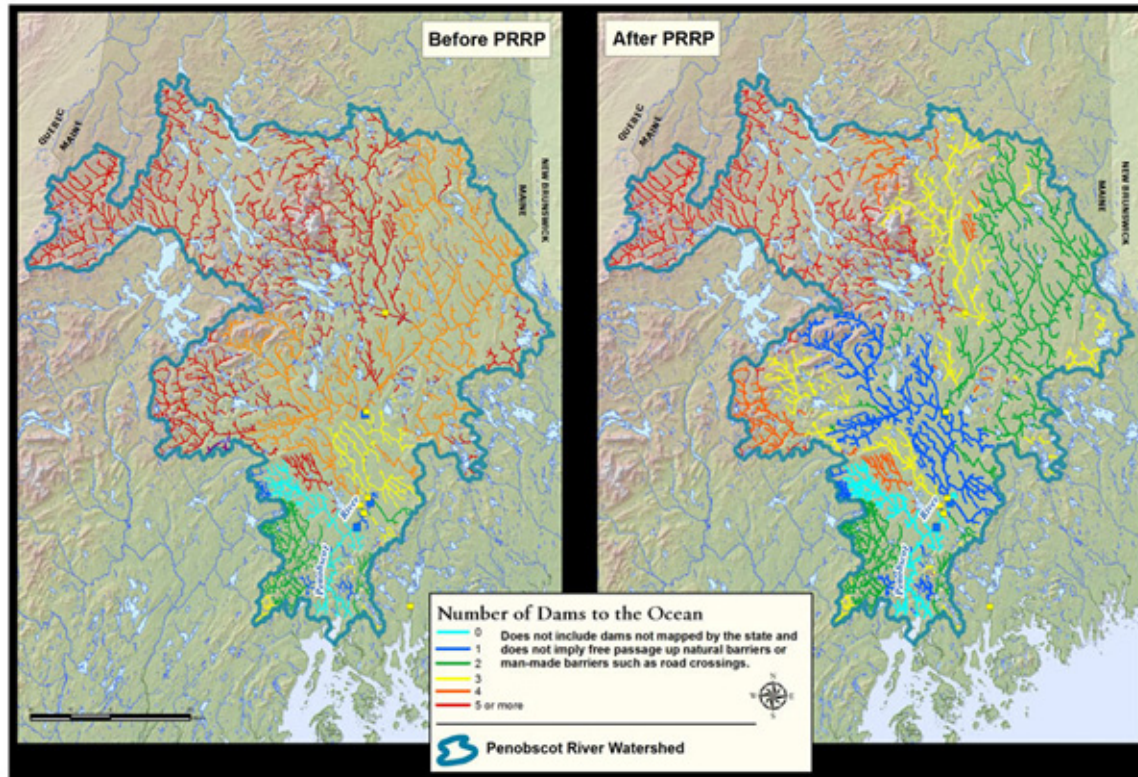 Before PRRP
After PRRP
QUEBEC
MAINE
NEW BRUNSWICK
MAINE
QUEBEC
MAINE
NEW BRUNSWICK
MAINE
River
Penobscot
River
Penobscot
Number of Dams to the Ocean
0
1
2
3
4
5 or more
Does not include dams not mapped by the state and
does not imply free passage up natural barriers or
man-made barriers such as road crossings.
N
W
E
S
Penobscot River Watershed